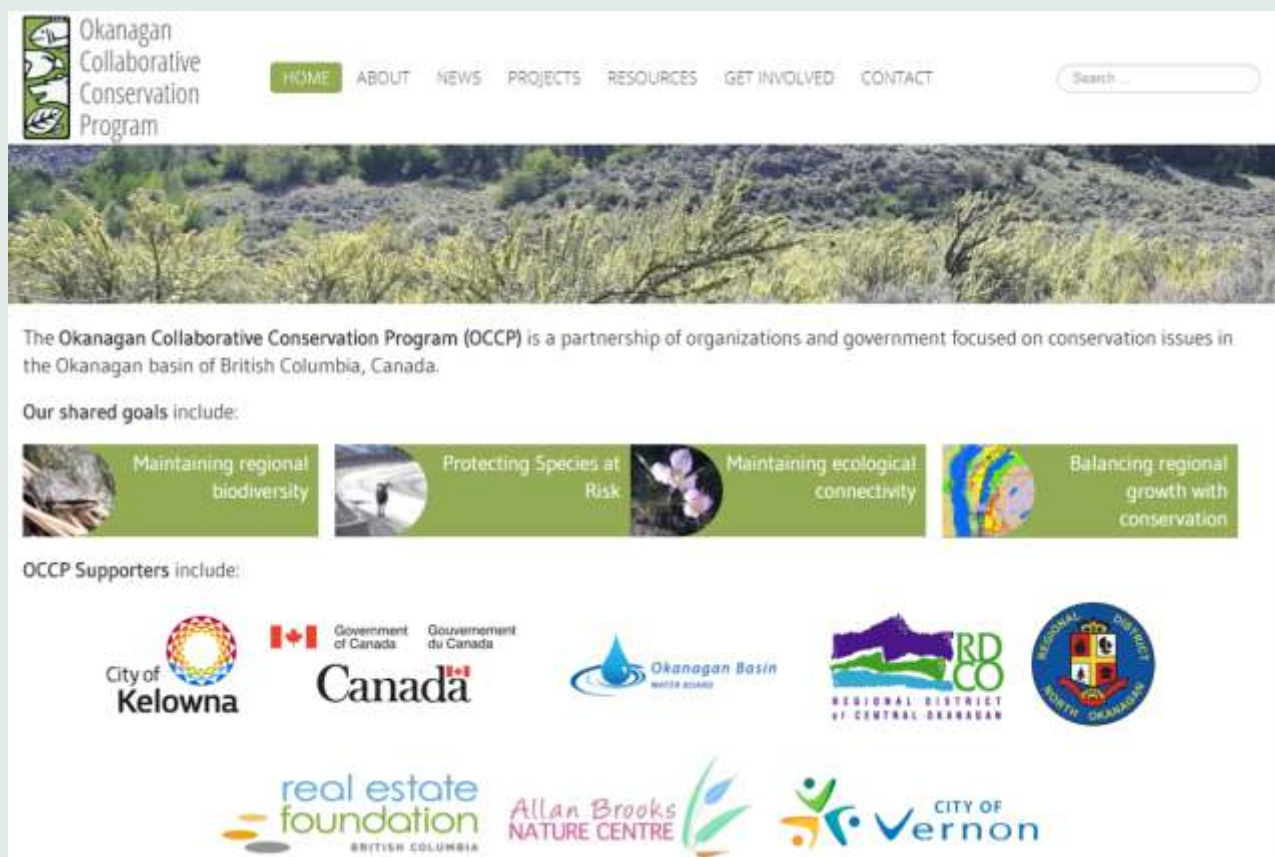 Okanagan
Collaborative
Conservation
Program
HOME ABOUT NEWS PROJECTS RESOURCES GET INVOLVED CONTACT
Search ...
The Okanagan Collaborative Conservation Program (OCCP) is a partnership of organizations and government focused on conservation issues in
the Okanagan basin of British Columbia, Canada.
Our shared goals include:
Maintaining regional
biodiversity
Protecting Species at
Risk
Maintaining ecological
connectivity
Balancing regional
growth with
conservation
OCCP Supporters include:
City of
Kelowna
Government
of Canada
Gouvernement
du Canada
Canada
Okanagan Basin
WATER BOARD
RD
CO
REGIONAL DISTRICT
of CENTRAL OKANAGAN
REGIONAL DISTRICT
NORTH OKANAGAN
real estate
foundation
BRITISH COLUMBIA
Allan Brooks
NATURE CENTRE
CITY OF
Vernon